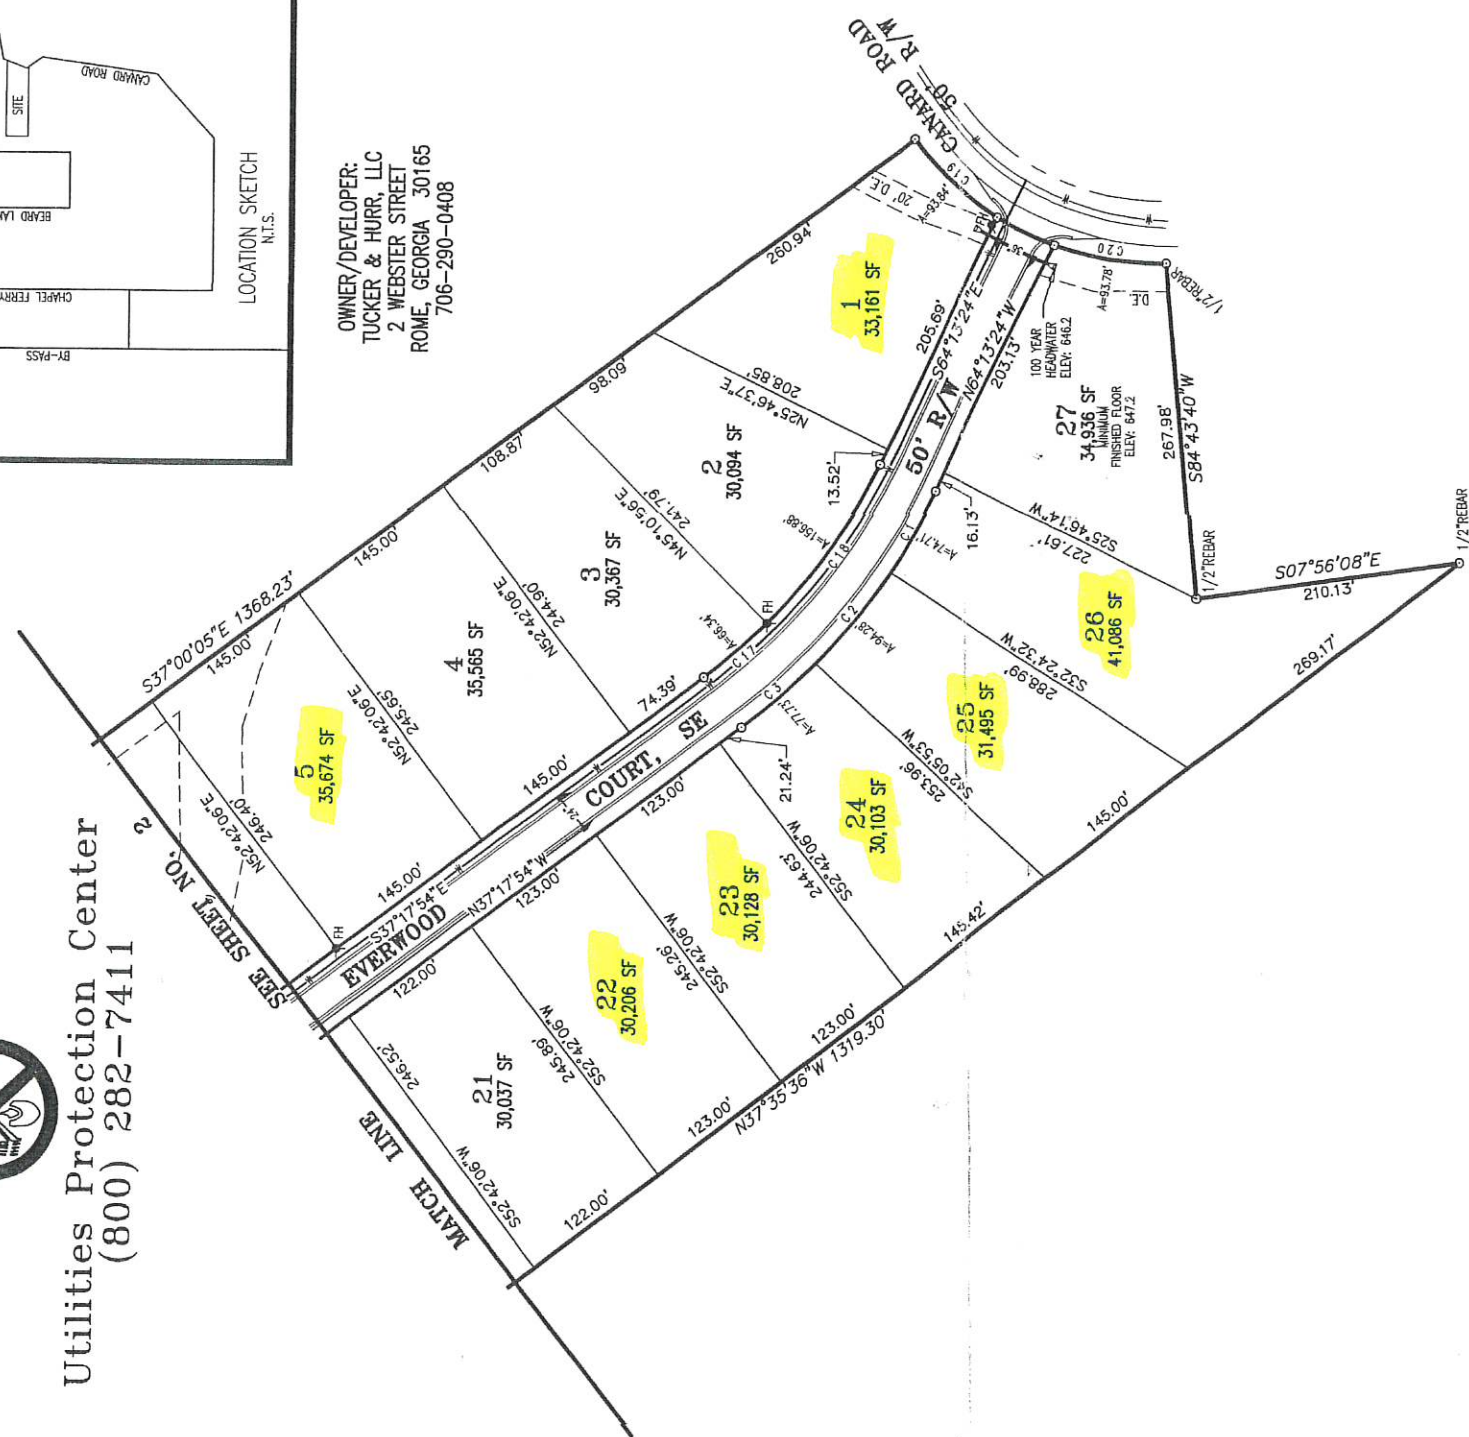 CANARD ROAD
SITE
BEARD LAN
CHAPEL FERRY
BY-PASS
LOCATION SKETCH
N.T.S.
OWNER/DEVELOPER:
TUCKER & HURR, LLC
2 WEBSTER STREET
ROME, GEORGIA 30165
706-290-0408
Utilities Protection Center
(800) 282-7411
CANARD ROAD
50' R/W
C19
20' D.E.
A=93.84'
FH
36"
C20
A=93.78'
D.E.
1/2"REBAR
260.94'
1
33,161 SF
205.69'
S64°13'24"E
N64°13'24"W
203.13'
100 YEAR
HEADWATER
ELEV: 646.2
27
34,936 SF
MINIMUM
FINISHED FLOOR
ELEV: 647.2
267.98'
S84°43'40"W
208.85'
N25°46'37"E
98.09'
2
30,094 SF
13.52'
50' R/W
16.13'
S25°46'14"W
227.61'
1/2"REBAR
S07°56'08"E
210.13'
1/2"REBAR
108.87'
241.79'
N45°10'56"E
A=156.88'
C18
C1
A=74.71'
3
30,367 SF
26
41,086 SF
269.17'
S32°24'32"W
288.99'
FH
A=66.34'
C17
C2
A=94.28'
145.00'
244.90'
N52°42'06"E
25
31,495 SF
S42°05'53"W
253.96'
C3
A=77.73'
74.39'
4
35,565 SF
S37°00'05"E 1368.23'
145.00'
245.65'
N52°42'06"E
21.24'
24
30,103 SF
145.00'
145.00'
COURT, SE
24"
123.00'
S52°42'06"W
244.63'
145.42'
5
35,674 SF
23
30,128 SF
246.40'
N52°42'06"E
145.00'
S37°17'54"E
N37°17'54"W
123.00'
S52°42'06"W
245.26'
123.00'
N37°35'36"W 1319.30'
FH
EVERWOOD
122.00'
22
30,206 SF
S52°42'06"W
245.89'
123.00'
21
30,037 SF
246.52'
S52°42'06"W
122.00'
SEE SHEET NO. 2
MATCH LINE